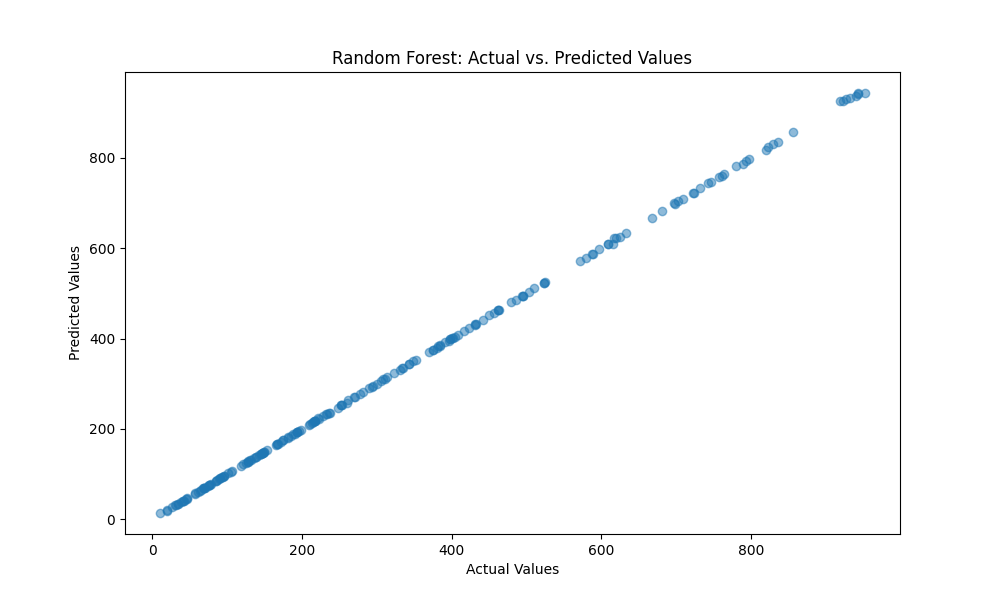 Random Forest: Actual vs. Predicted Values
Predicted Values
800
600
400
200
0
0 200 400 600 800
Actual Values